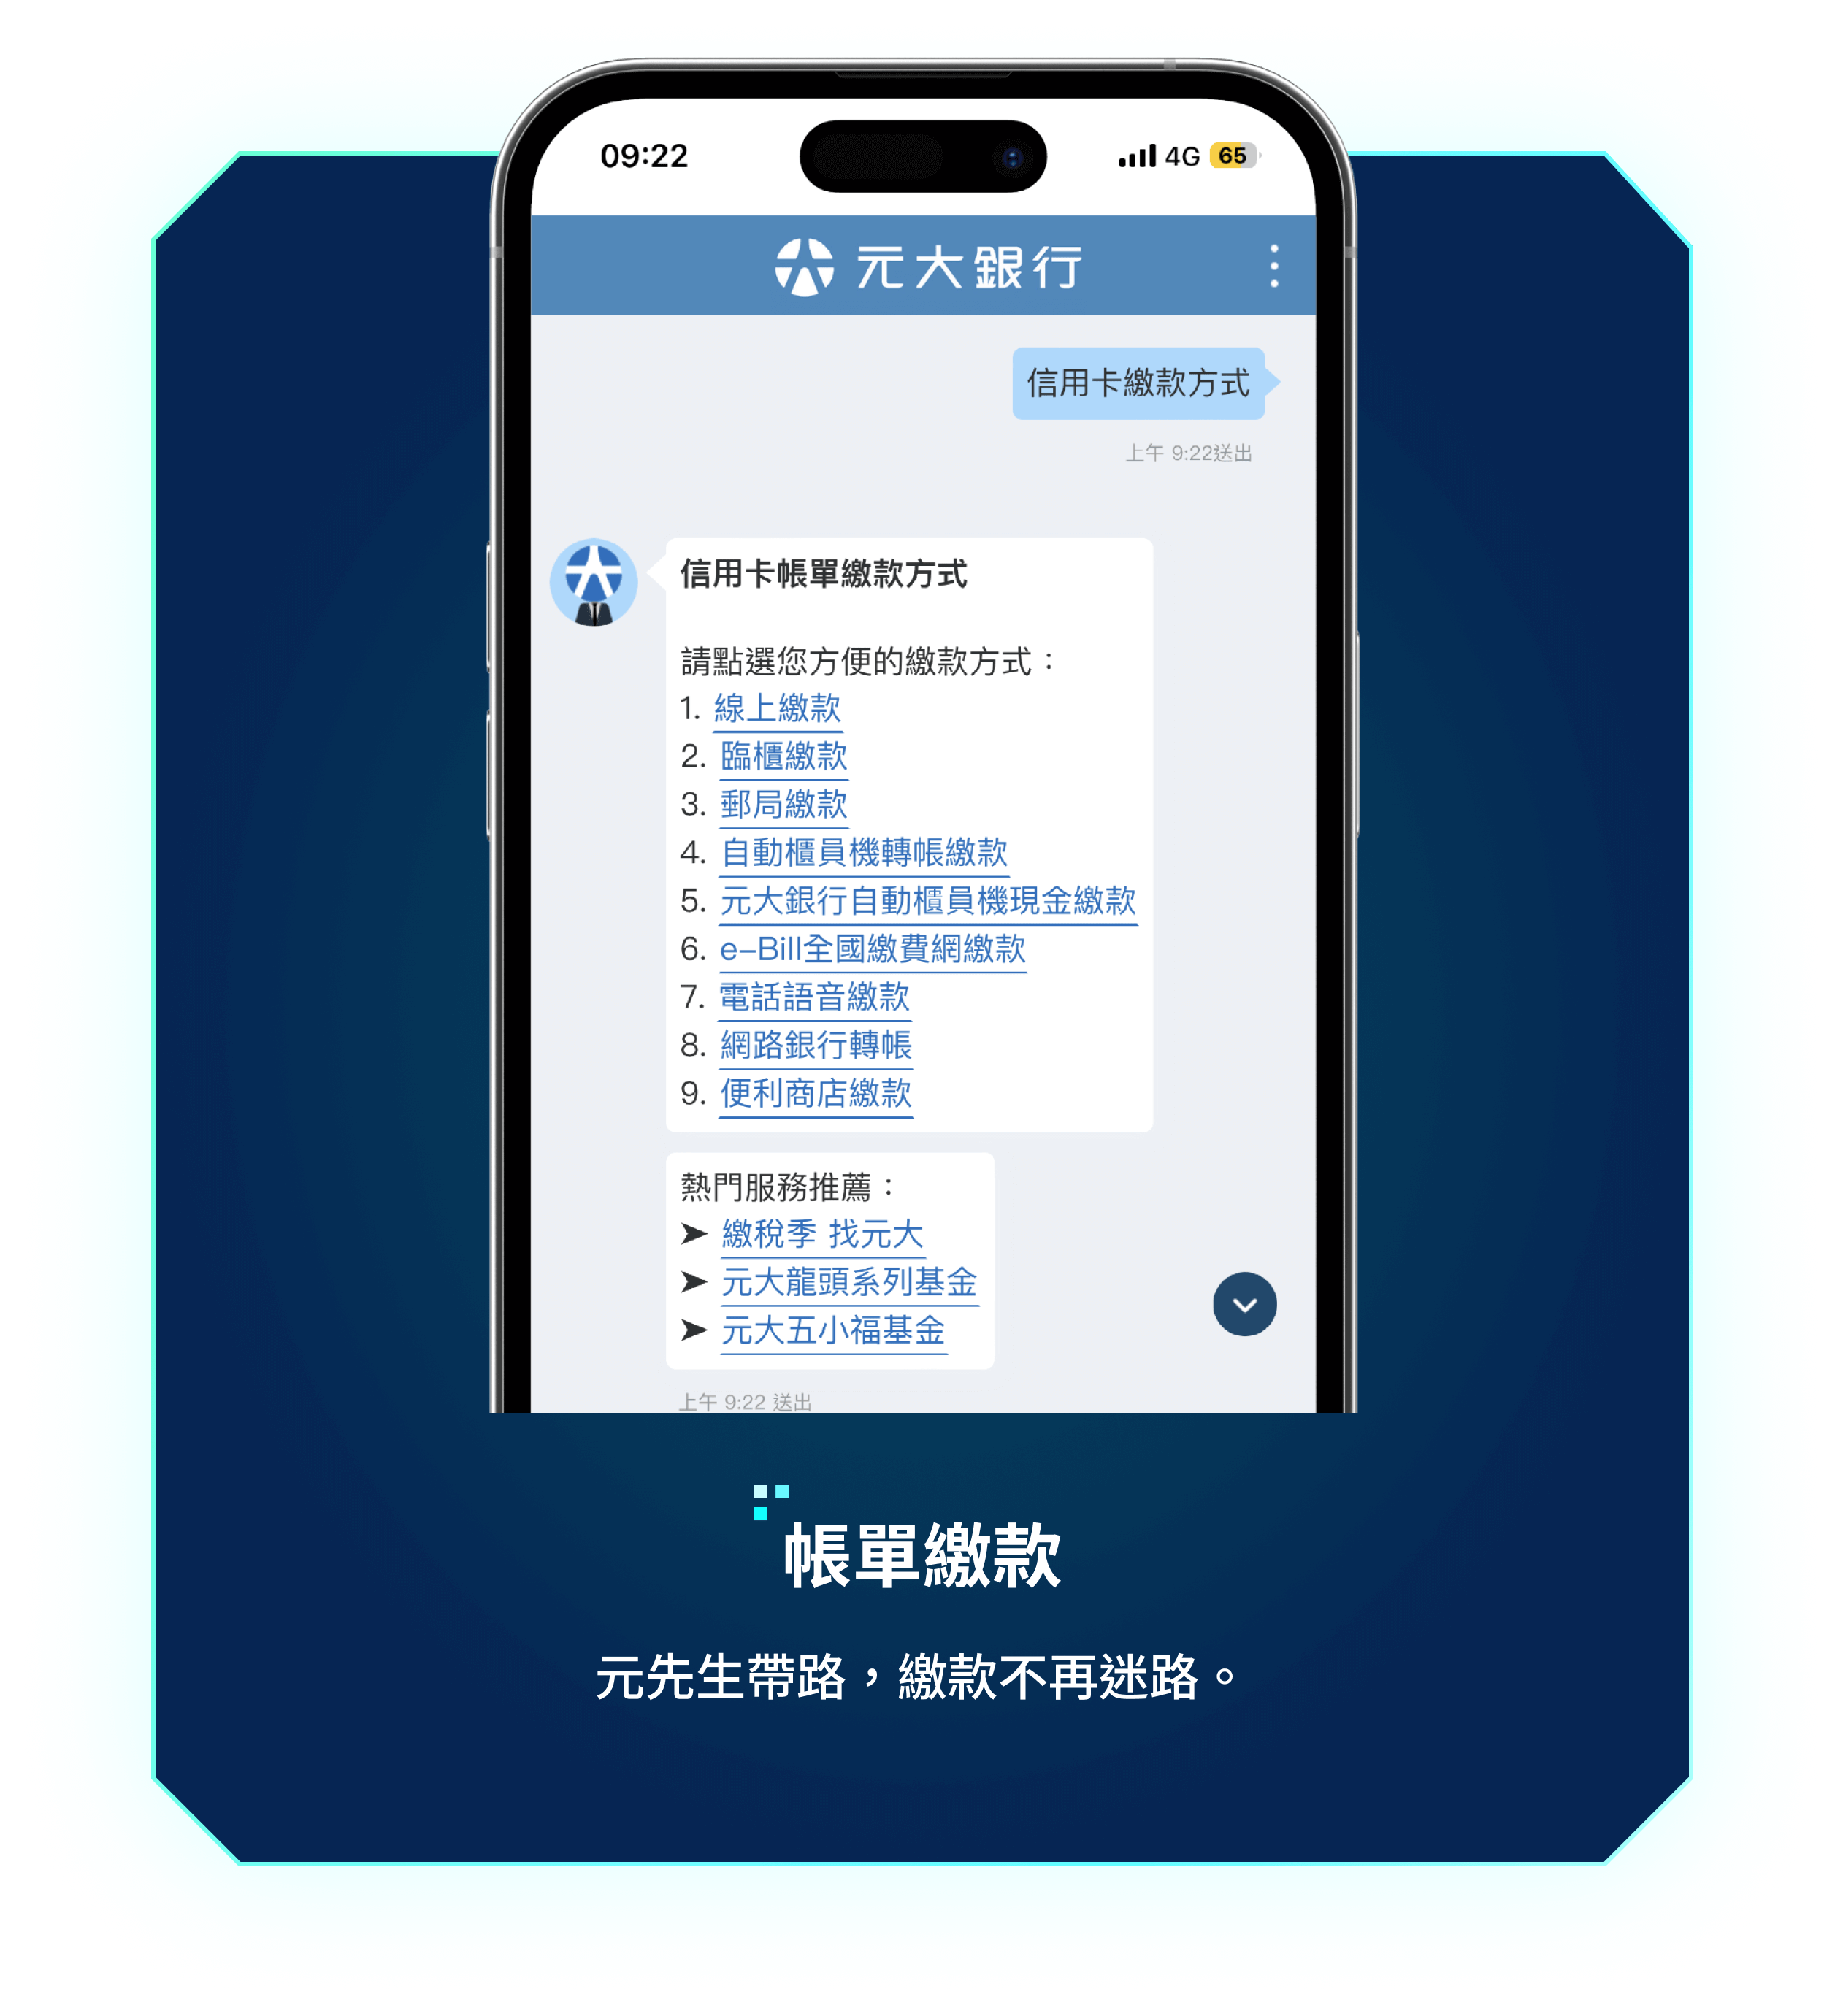 09:22
4G 65
元大銀行
信用卡繳款方式
上午 9:22送出
信用卡帳單繳款方式
請點選您方便的繳款方式：
1. 線上繳款
2. 臨櫃繳款
3. 郵局繳款
4. 自動櫃員機轉帳繳款
5. 元大銀行自動櫃員機現金繳款
6. e-Bill全國繳費網繳款
7. 電話語音繳款
8. 網路銀行轉帳
9. 便利商店繳款
熱門服務推薦：
➤ 繳稅季 找元大
➤ 元大龍頭系列基金
➤ 元大五小福基金
上午 9:22 送出
帳單繳款
元先生帶路，繳款不再迷路。